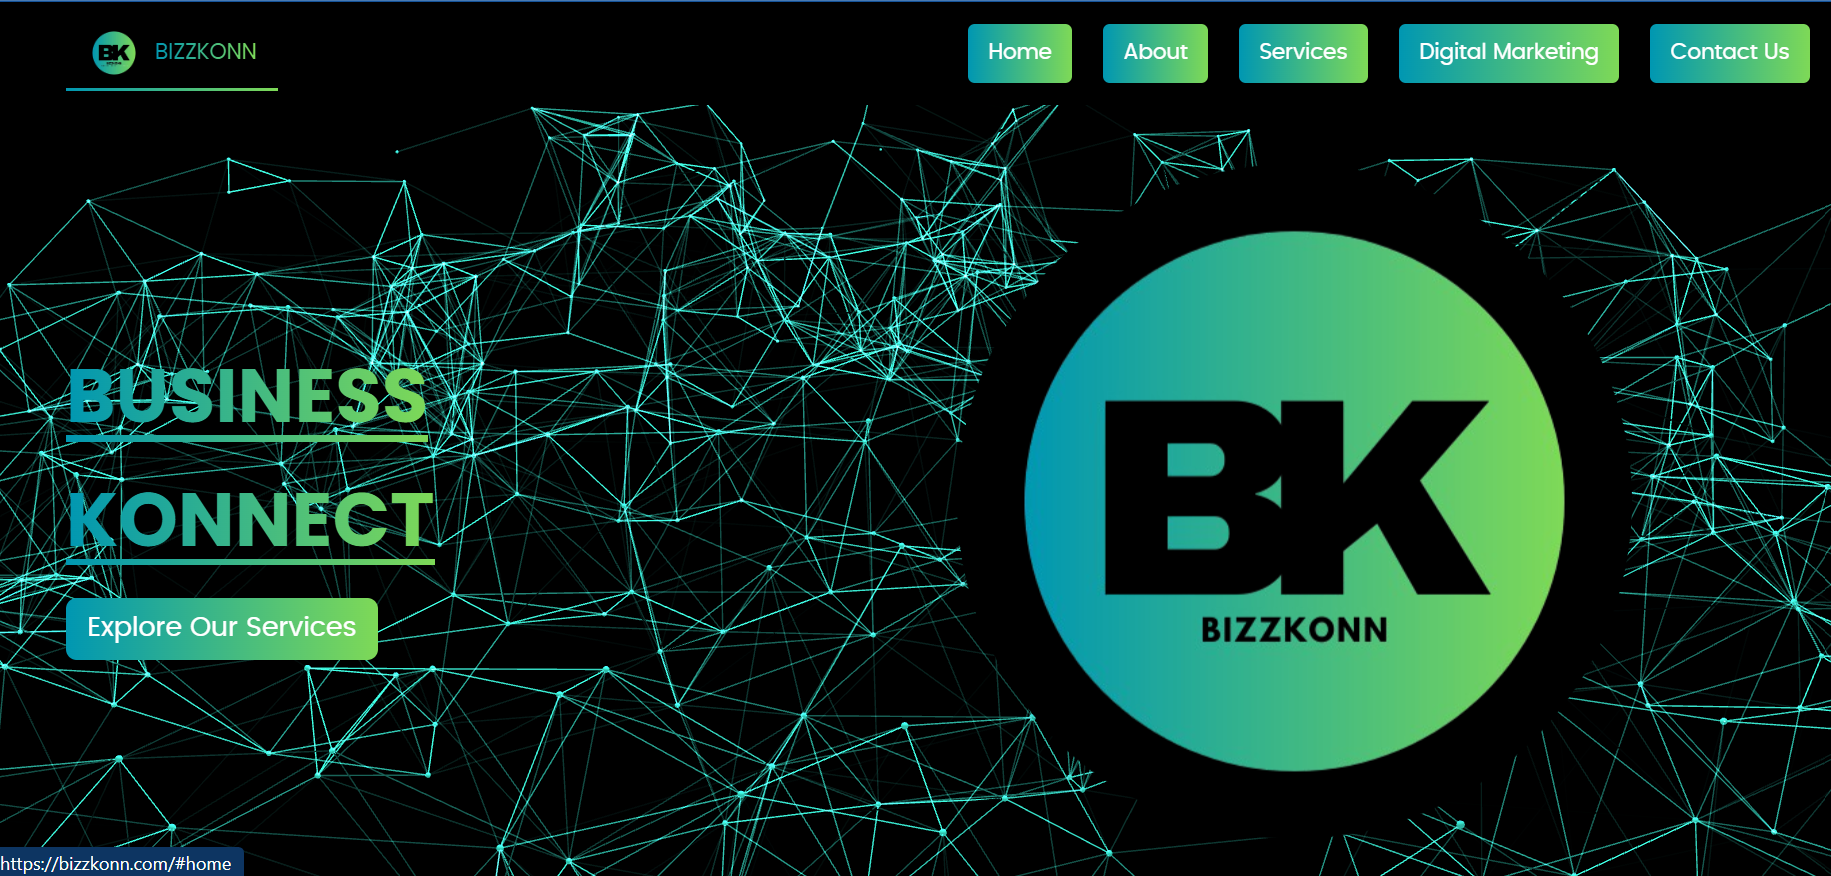 BK BIZZKONN
Home About Services Digital Marketing Contact Us
BUSINESS
KONNECT
Explore Our Services
BK
BIZZKONN
https://bizzkonn.com/#home